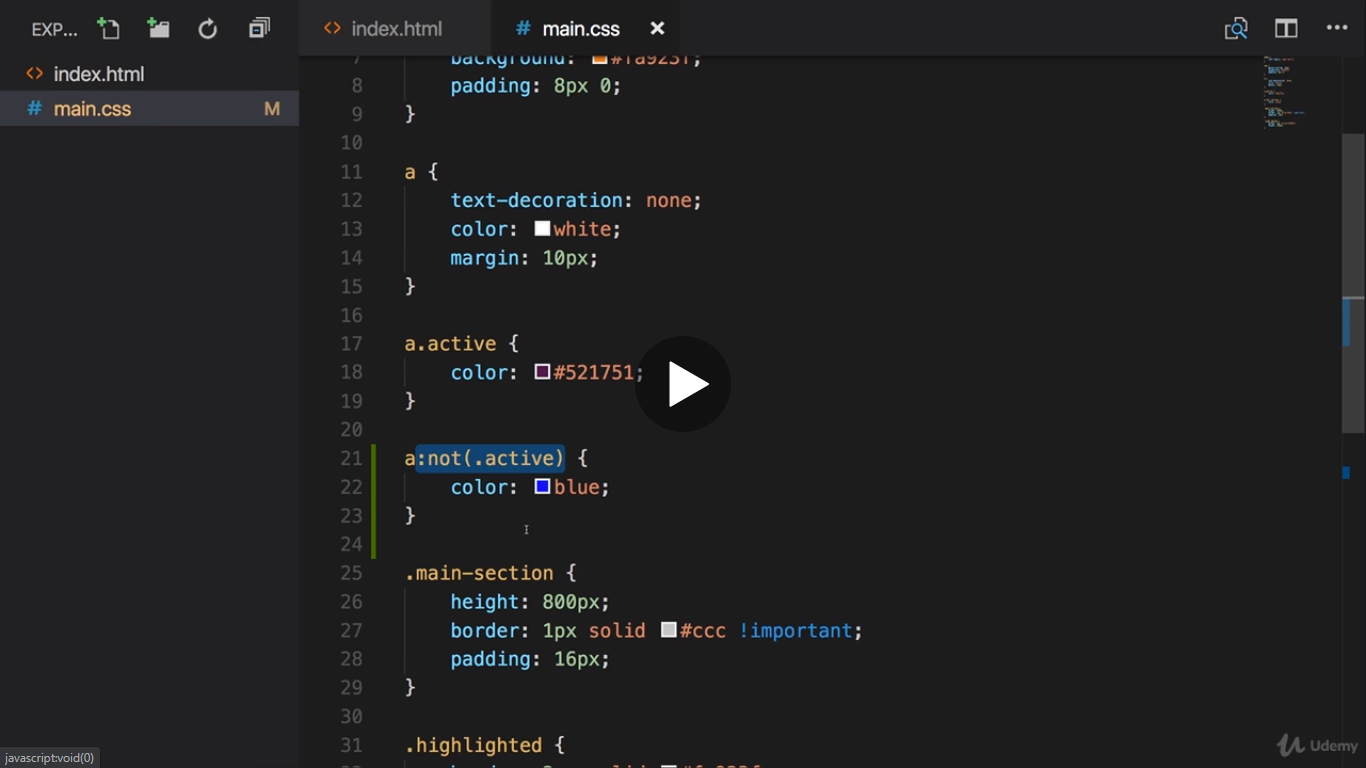 EXP...
index.html
main.css
M
index.html
main.css
7 background: #fa923f;
8 padding: 8px 0;
9 }
10
11 a {
12 text-decoration: none;
13 color: white;
14 margin: 10px;
15 }
16
17 a.active {
18 color: #521751;
19 }
20
21 a:not(.active) {
22 color: blue;
23 }
24
25 .main-section {
26 height: 800px;
27 border: 1px solid #ccc !important;
28 padding: 16px;
29 }
30
31 .highlighted {
javascript:void(0)
Udemy